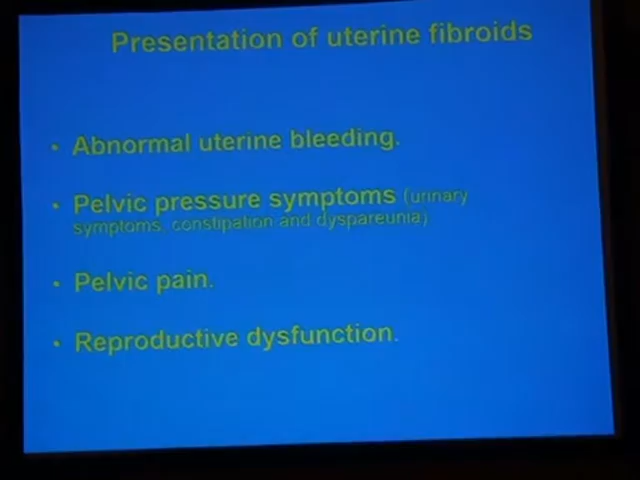 Presentation of uterine fibroids
• Abnormal uterine bleeding.
• Pelvic pressure symptoms (urinary
symptoms, constipation and dyspareunia)
• Pelvic pain.
• Reproductive dysfunction.